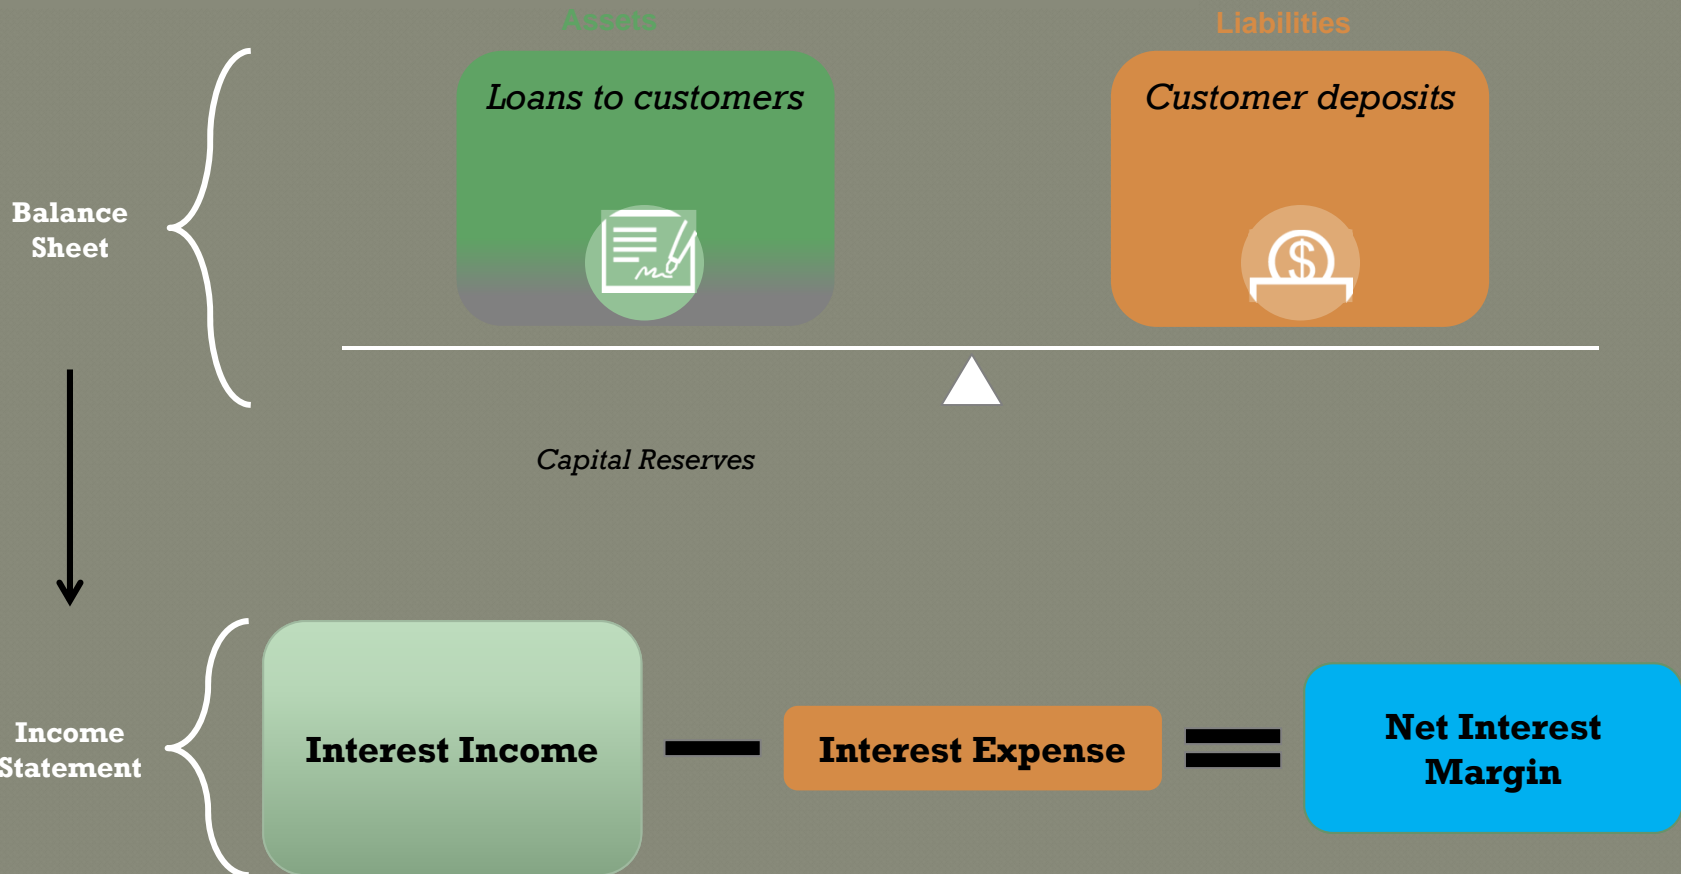 Assets
Liabilities
Loans to customers
Customer deposits
Balance
Sheet
$
Capital Reserves
Income
Statement
Interest Income
Interest Expense
Net Interest
Margin